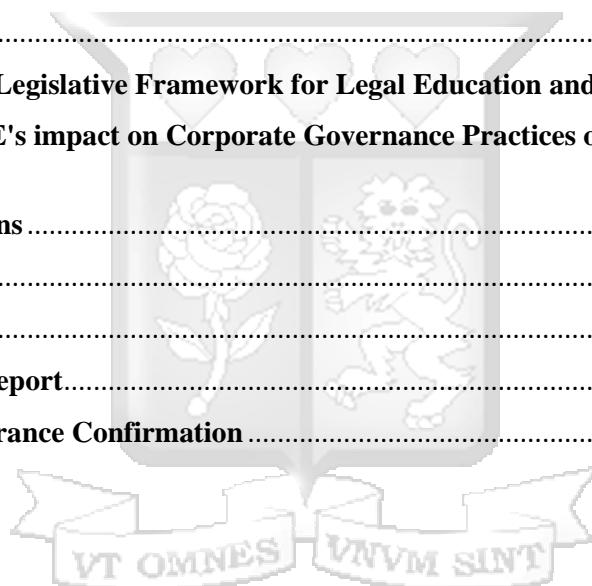 ................................................................................
Legislative Framework for Legal Education and
E's impact on Corporate Governance Practices o
ns................................................................................
................................................................................
................................................................................
eport................................................................................
rance Confirmation................................................................................
VT OMNES VNVM SINT